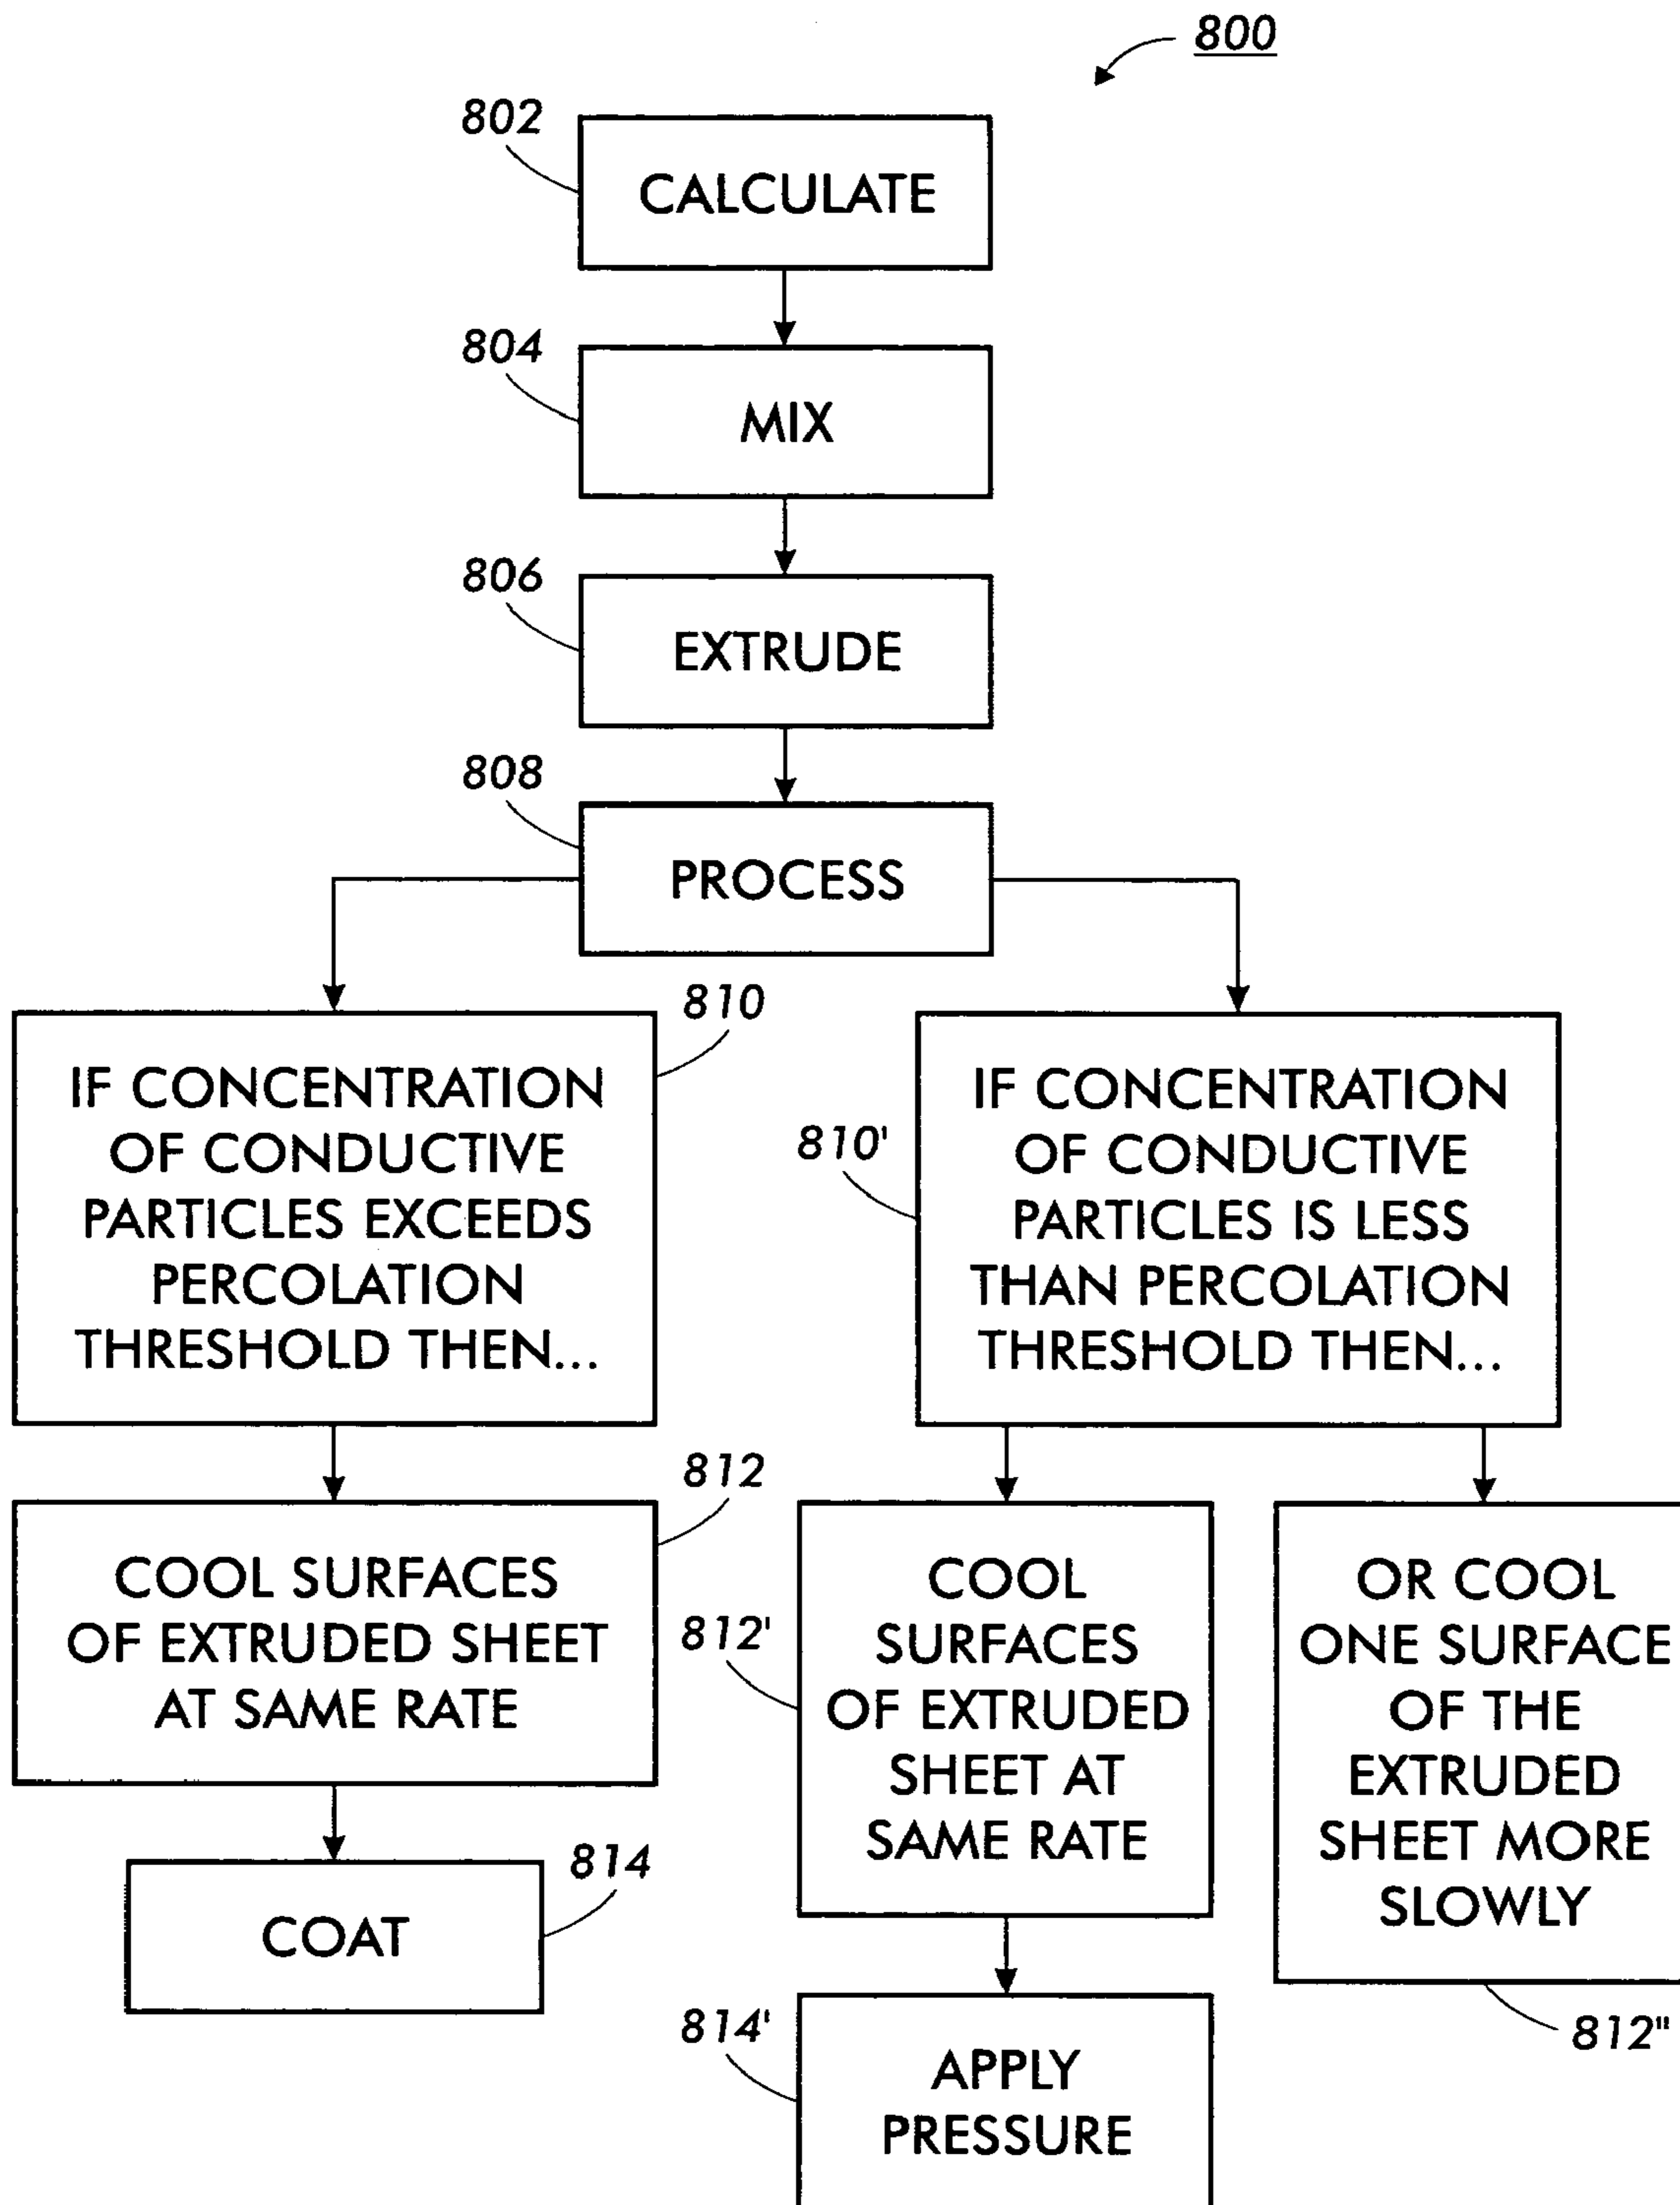 800
802
CALCULATE
804
MIX
806
EXTRUDE
808
PROCESS
810
IF CONCENTRATION
OF CONDUCTIVE
PARTICLES EXCEEDS
PERCOLATION
THRESHOLD THEN...
810'
IF CONCENTRATION
OF CONDUCTIVE
PARTICLES IS LESS
THAN PERCOLATION
THRESHOLD THEN...
812
COOL SURFACES
OF EXTRUDED SHEET
AT SAME RATE
812'
COOL
SURFACES
OF EXTRUDED
SHEET AT
SAME RATE
OR COOL
ONE SURFACE
OF THE
EXTRUDED
SHEET MORE
SLOWLY
812"
814
COAT
814'
APPLY
PRESSURE